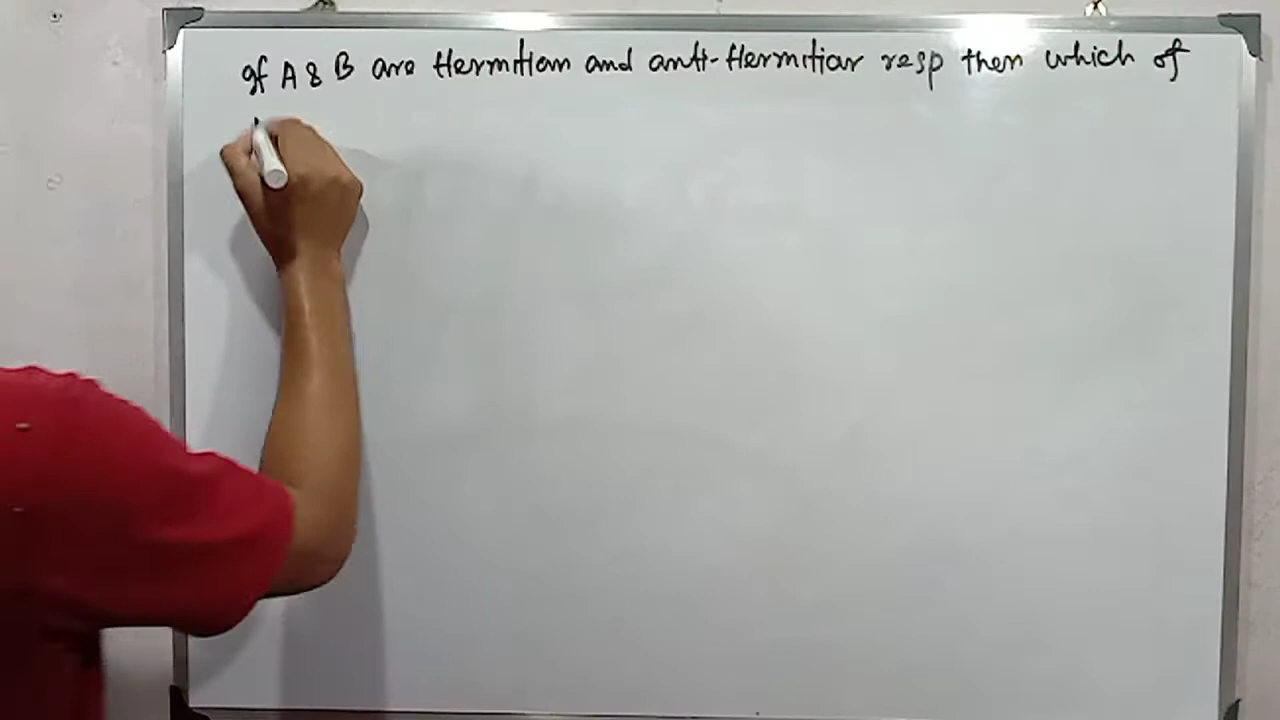 If A & B are Hermitian and anti-Hermitian resp then which of